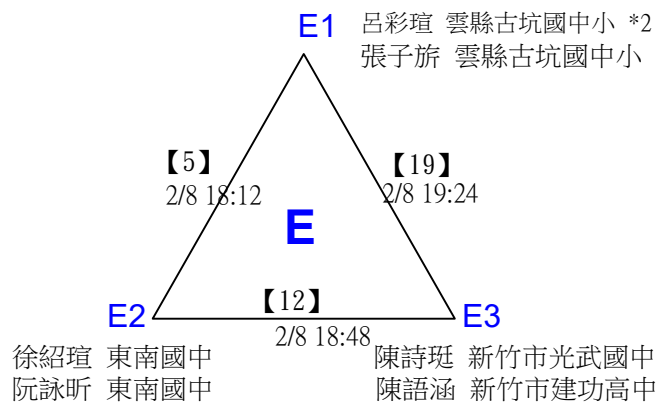 E1
呂彩瑄 雲縣古坑國中小 *2
張子旂 雲縣古坑國中小
【5】
2/8 18:12
【19】
2/8 19:24
E
【12】
2/8 18:48
E2
E3
徐紹瑄 東南國中
阮詠昕 東南國中
陳詩珽 新竹市光武國中
陳語涵 新竹市建功高中